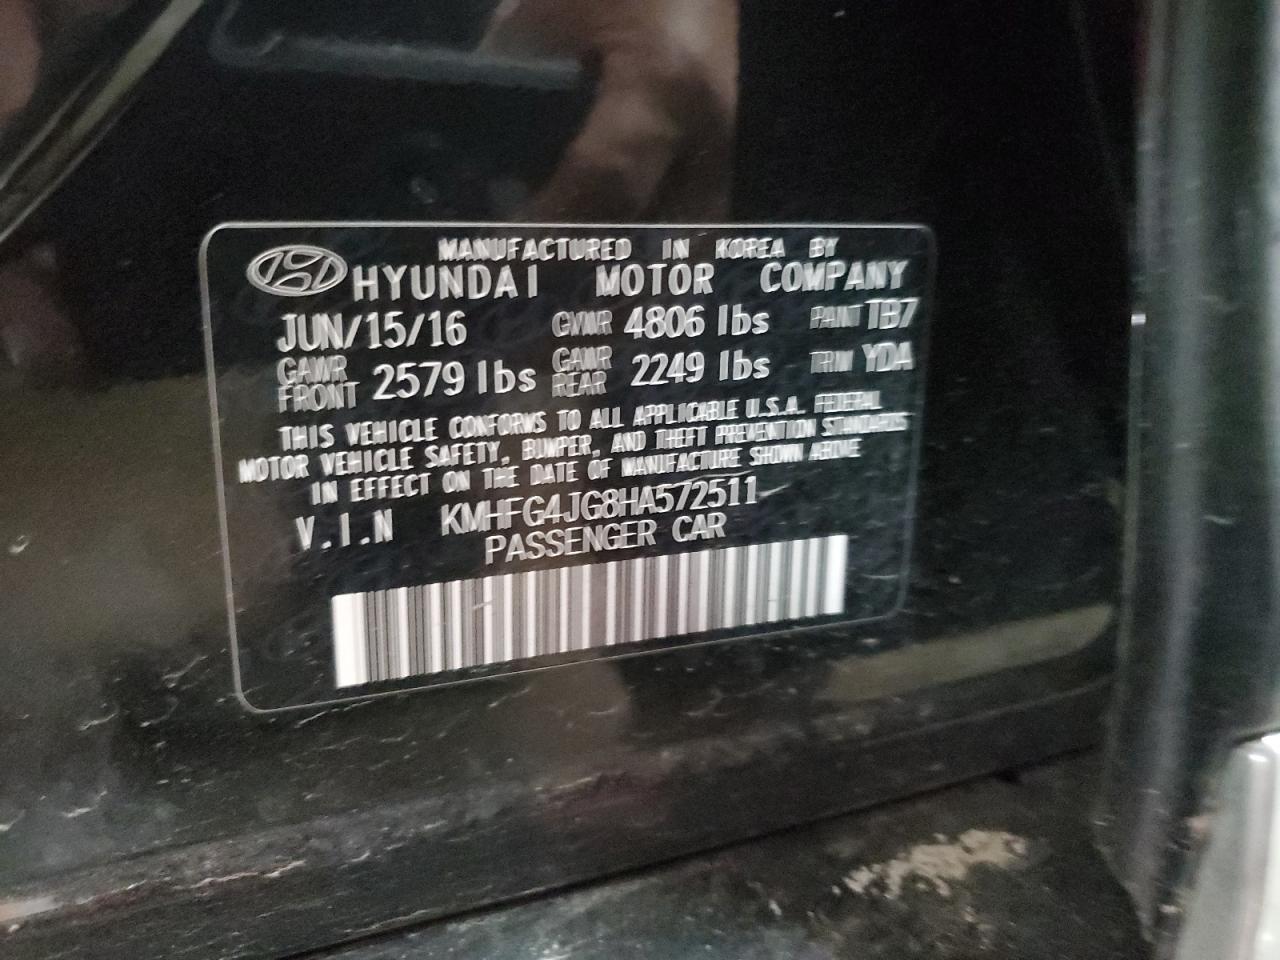 MANUFACTURED IN KOREA BY
HYUNDAI MOTOR COMPANY
JUN/15/16 GVWR 4806 lbs PAINT TB7
GAWR FRONT 2579 lbs GAWR REAR 2249 lbs TRIM YDA
THIS VEHICLE CONFORMS TO ALL APPLICABLE U.S.A. FEDERAL
MOTOR VEHICLE SAFETY, BUMPER, AND THEFT PREVENTION STANDARDS
IN EFFECT ON THE DATE OF MANUFACTURE SHOWN ABOVE
V.I.N KMHFG4JG8HA572511
PASSENGER CAR